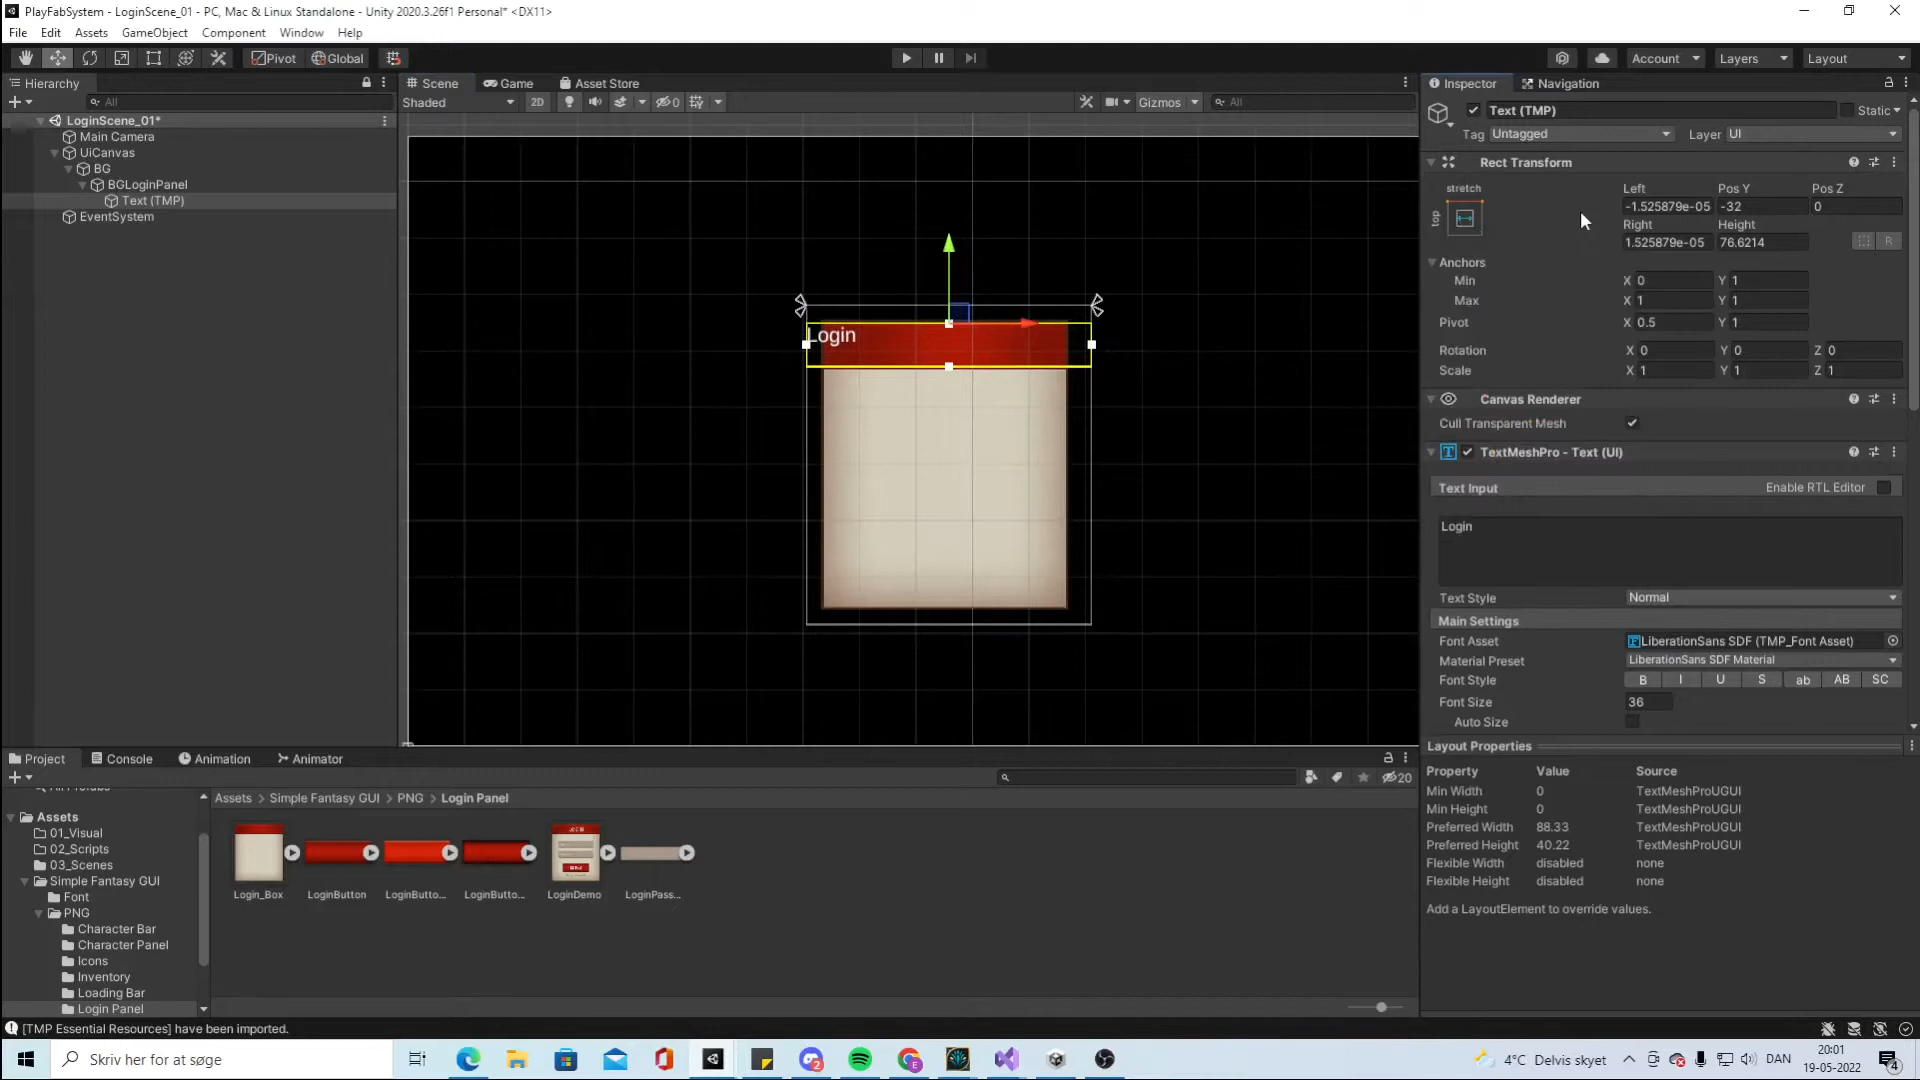 PlayFabSystem - LoginScene_01 - PC, Mac & Linux Standalone - Unity 2020.3.26f1 Personal* <DX11>
File Edit Assets GameObject Component Window Help
Pivot Global Account Layers Layout
Hierarchy
All
LoginScene_01*
Main Camera
UiCanvas
BG
BGLoginPanel
Text (TMP)
EventSystem
Scene Game Asset Store
Shaded 2D 0 Gizmos All
Login
Inspector Navigation
Text (TMP) Static
Tag Untagged Layer UI
Rect Transform
stretch Left Pos Y Pos Z
top -1.525879e-05 -32 0
Right Height
1.525879e-05 76.6214 R
Anchors
Min X 0 Y 1
Max X 1 Y 1
Pivot X 0.5 Y 1
Rotation X 0 Y 0 Z 0
Scale X 1 Y 1 Z 1
Canvas Renderer
Cull Transparent Mesh
TextMeshPro - Text (UI)
Text Input Enable RTL Editor
Login
Text Style Normal
Main Settings
Font Asset LiberationSans SDF (TMP_Font Asset)
Material Preset LiberationSans SDF Material
Font Style B I U S ab AB SC
Font Size 36
Auto Size
Layout Properties
Property Value Source
Min Width 0 TextMeshProUGUI
Min Height 0 TextMeshProUGUI
Preferred Width 88.33 TextMeshProUGUI
Preferred Height 40.22 TextMeshProUGUI
Flexible Width disabled none
Flexible Height disabled none
Add a LayoutElement to override values.
Project Console Animation Animator
20
Assets
01_Visual
02_Scripts
03_Scenes
Simple Fantasy GUI
Font
PNG
Character Bar
Character Panel
Icons
Inventory
Loading Bar
Login Panel
Assets > Simple Fantasy GUI > PNG > Login Panel
Login_Box LoginButton LoginButto... LoginButto... LoginDemo LoginPass...
[TMP Essential Resources] have been imported.
Skriv her for at søge
2
4°C Delvis skyet DAN
20:01
19-05-2022
4